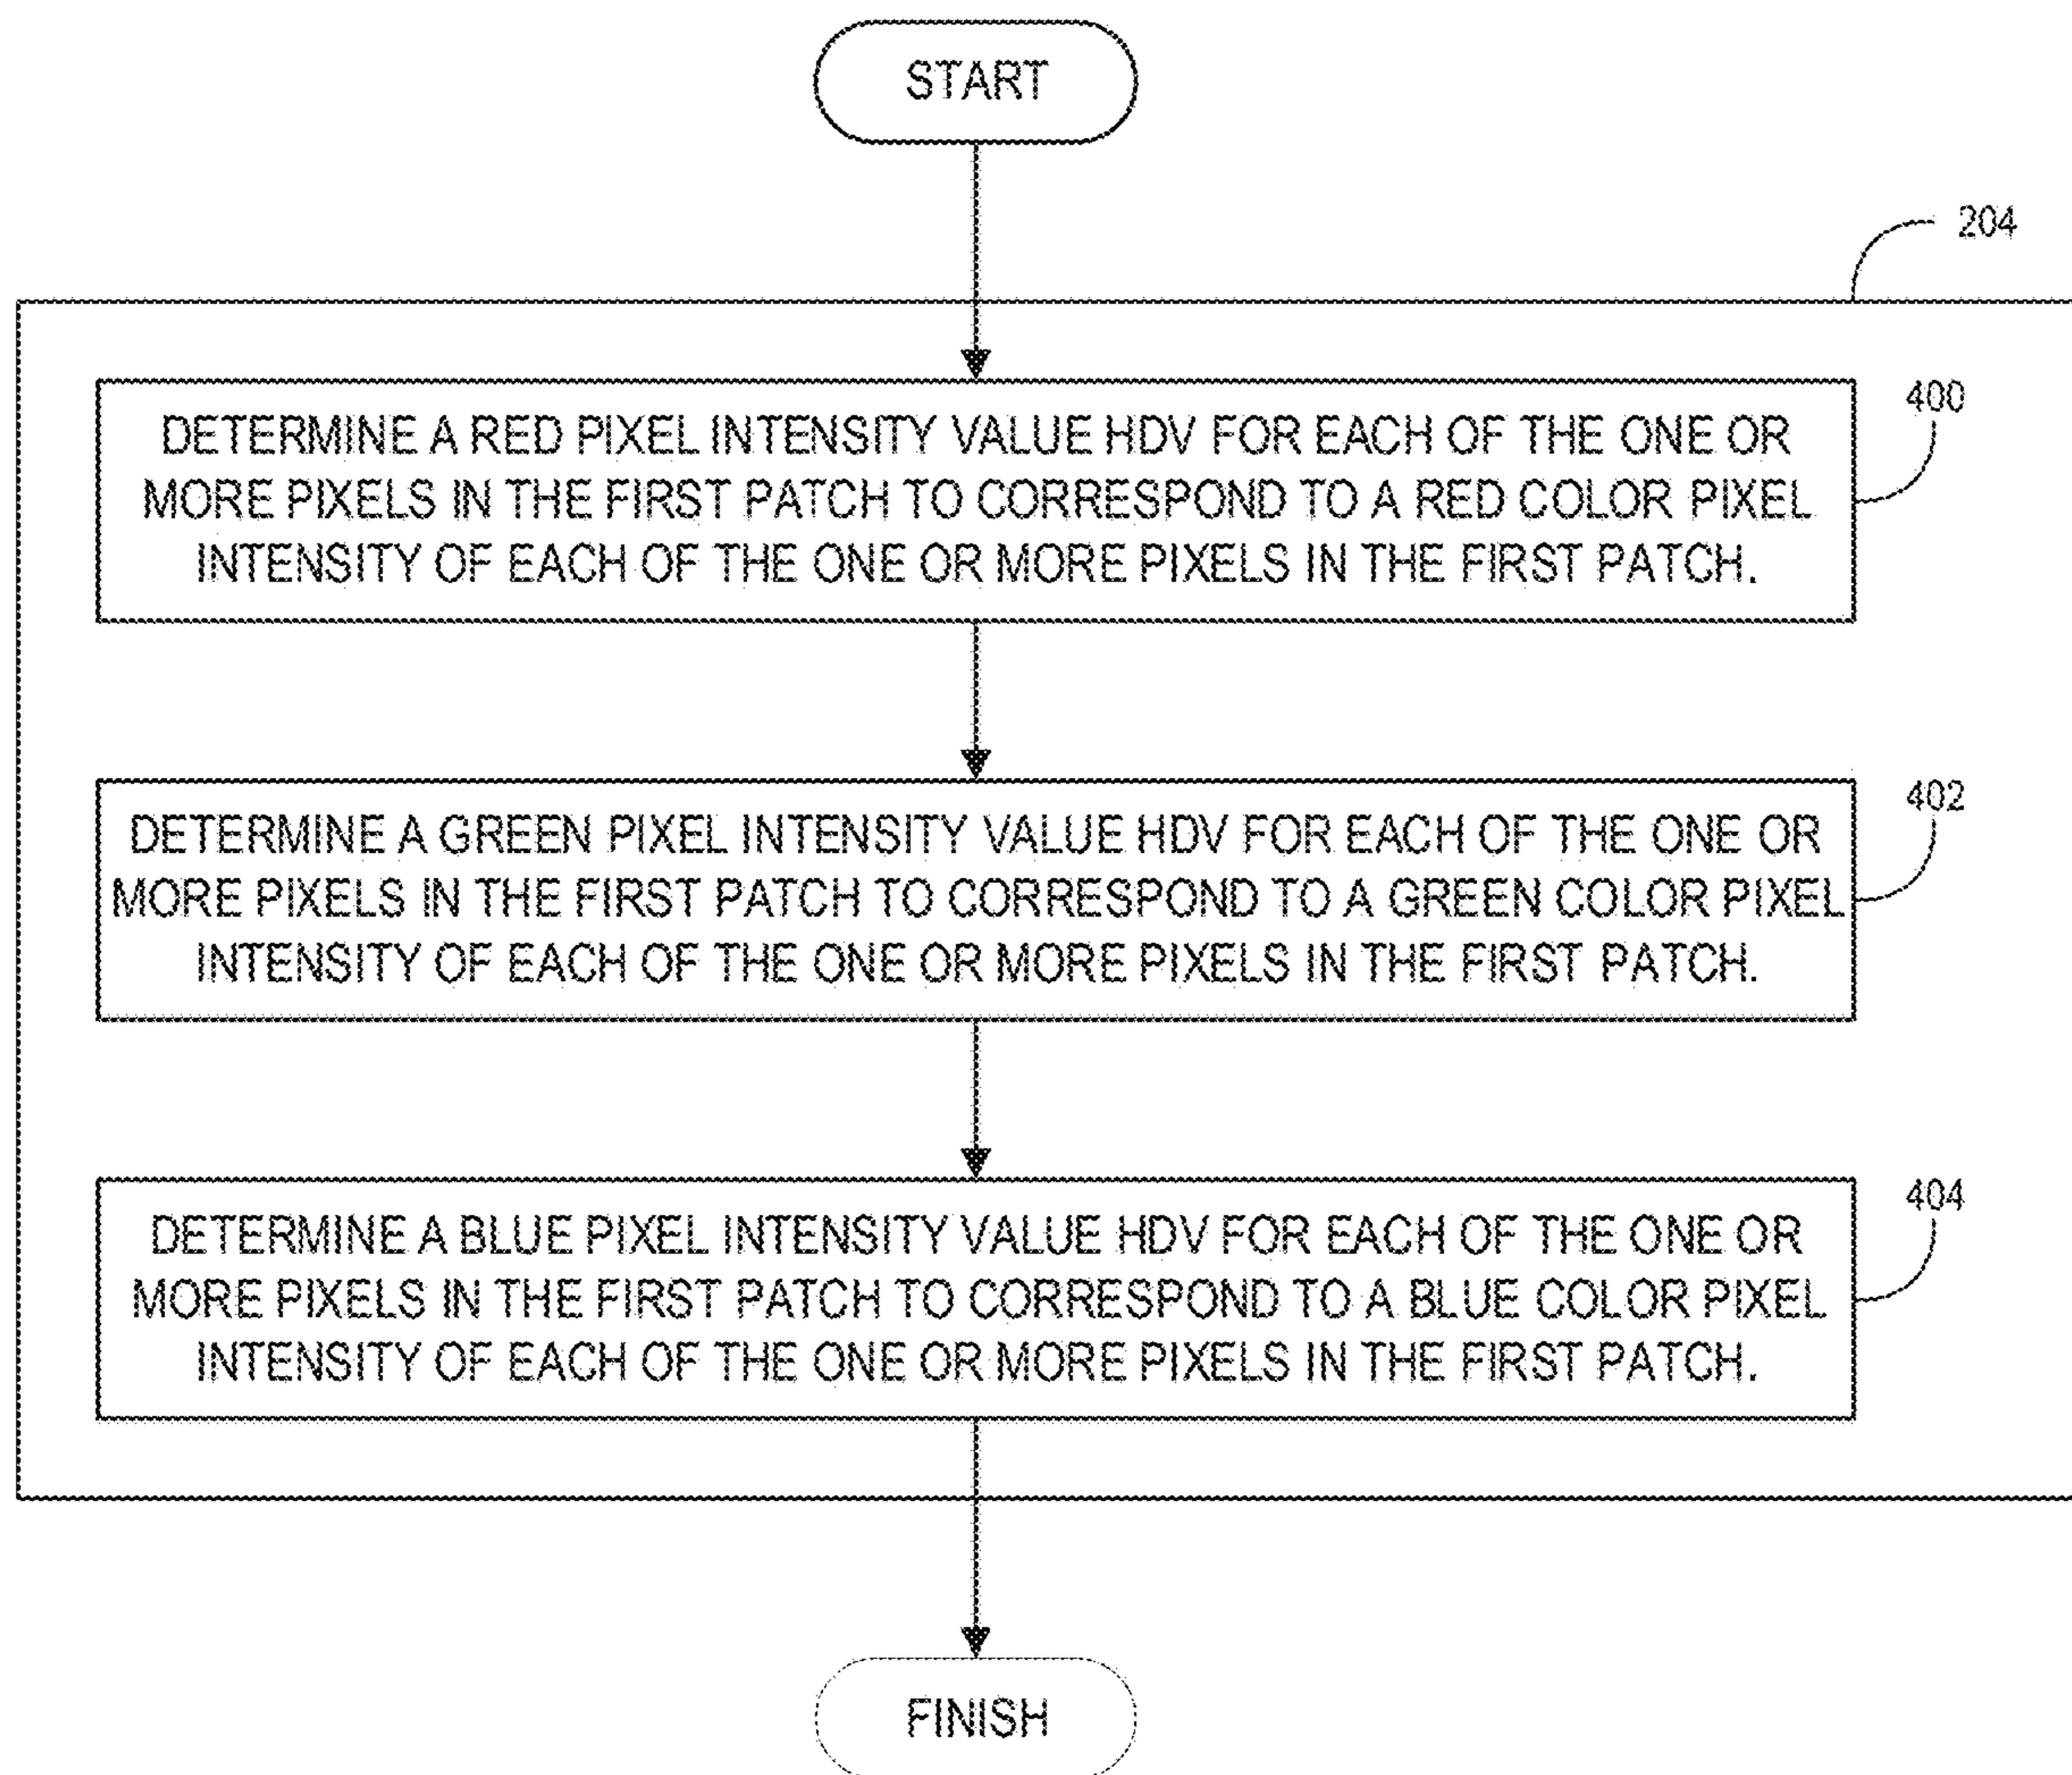 START
204
400
DETERMINE A RED PIXEL INTENSITY VALUE HDV FOR EACH OF THE ONE OR
MORE PIXELS IN THE FIRST PATCH TO CORRESPOND TO A RED COLOR PIXEL
INTENSITY OF EACH OF THE ONE OR MORE PIXELS IN THE FIRST PATCH.
402
DETERMINE A GREEN PIXEL INTENSITY VALUE HDV FOR EACH OF THE ONE OR
MORE PIXELS IN THE FIRST PATCH TO CORRESPOND TO A GREEN COLOR PIXEL
INTENSITY OF EACH OF THE ONE OR MORE PIXELS IN THE FIRST PATCH.
404
DETERMINE A BLUE PIXEL INTENSITY VALUE HDV FOR EACH OF THE ONE OR
MORE PIXELS IN THE FIRST PATCH TO CORRESPOND TO A BLUE COLOR PIXEL
INTENSITY OF EACH OF THE ONE OR MORE PIXELS IN THE FIRST PATCH.
FINISH